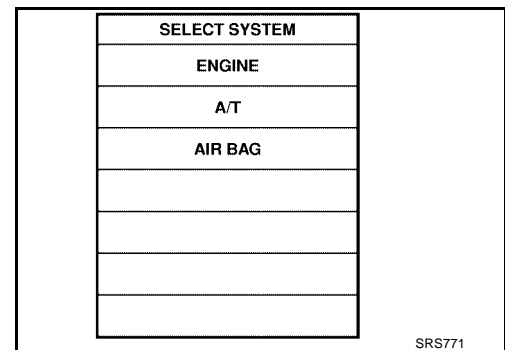 SELECT SYSTEM
ENGINE
A/T
AIR BAG
SRS771